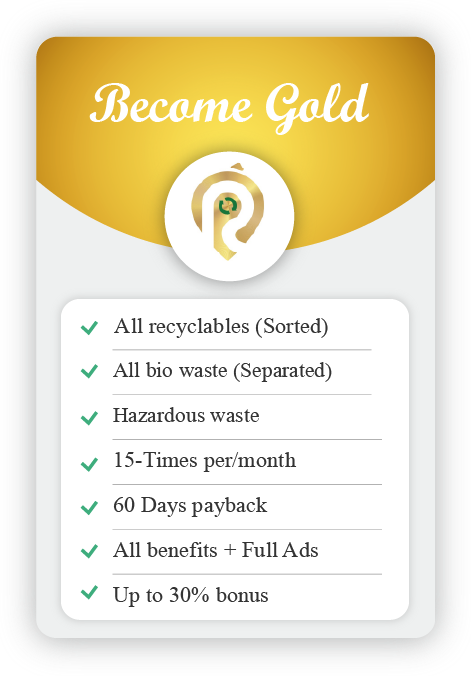 Become Gold
All recyclables (Sorted)
All bio waste (Separated)
Hazardous waste
15-Times per/month
60 Days payback
All benefits + Full Ads
Up to 30% bonus